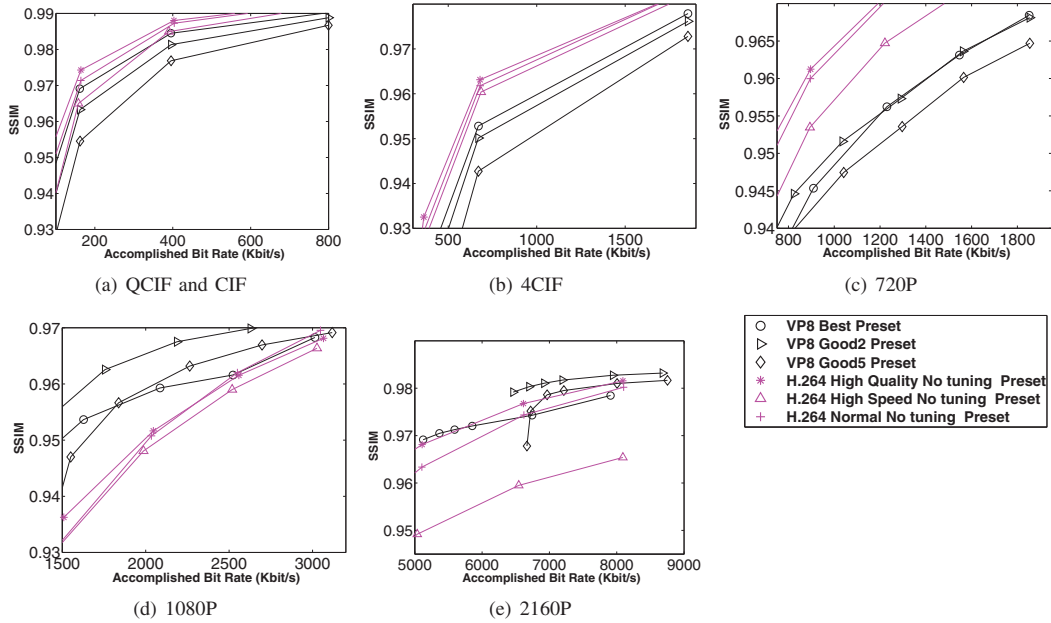 0.99
0.98
0.97
0.96
0.95
0.94
0.93
SSIM
200
400
600
800
Accomplished Bit Rate (Kbit/s)
(a) QCIF and CIF
0.97
0.96
0.95
0.94
0.93
SSIM
500
1000
1500
Accomplished Bit Rate (Kbit/s)
(b) 4CIF
0.965
0.96
0.955
0.95
0.945
0.94
SSIM
800
1000
1200
1400
1600
1800
Accomplished Bit Rate (Kbit/s)
(c) 720P
0.97
0.96
0.95
0.94
0.93
SSIM
1500
2000
2500
3000
Accomplished Bit Rate (Kbit/s)
(d) 1080P
0.98
0.97
0.96
0.95
SSIM
5000
6000
7000
8000
9000
Accomplished Bit Rate (Kbit/s)
(e) 2160P
VP8 Best Preset
VP8 Good2 Preset
VP8 Good5 Preset
H.264 High Quality No tuning Preset
H.264 High Speed No tuning Preset
H.264 Normal No tuning Preset